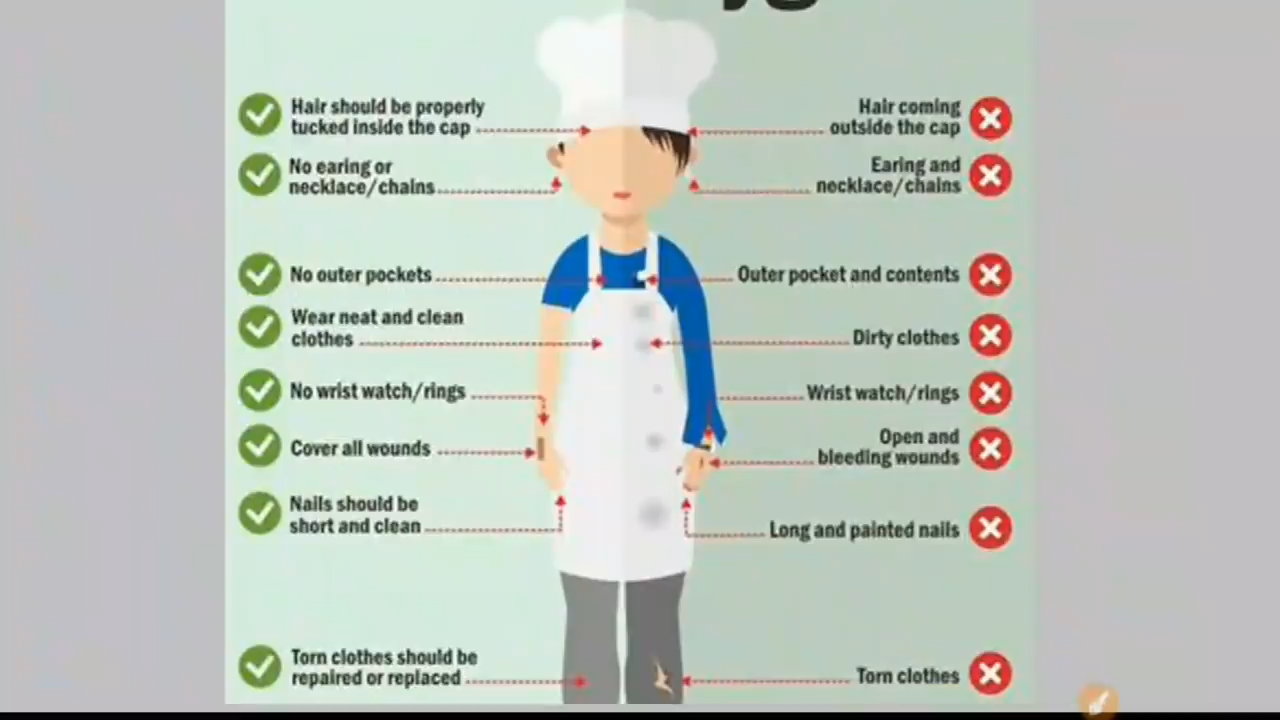 Hair should be properly
tucked inside the cap
No earing or
necklace/chains
No outer pockets
Wear neat and clean
clothes
No wrist watch/rings
Cover all wounds
Nails should be
short and clean
Torn clothes should be
repaired or replaced
Hair coming
outside the cap
Earing and
necklace/chains
Outer pocket and contents
Dirty clothes
Wrist watch/rings
Open and
bleeding wounds
Long and painted nails
Torn clothes